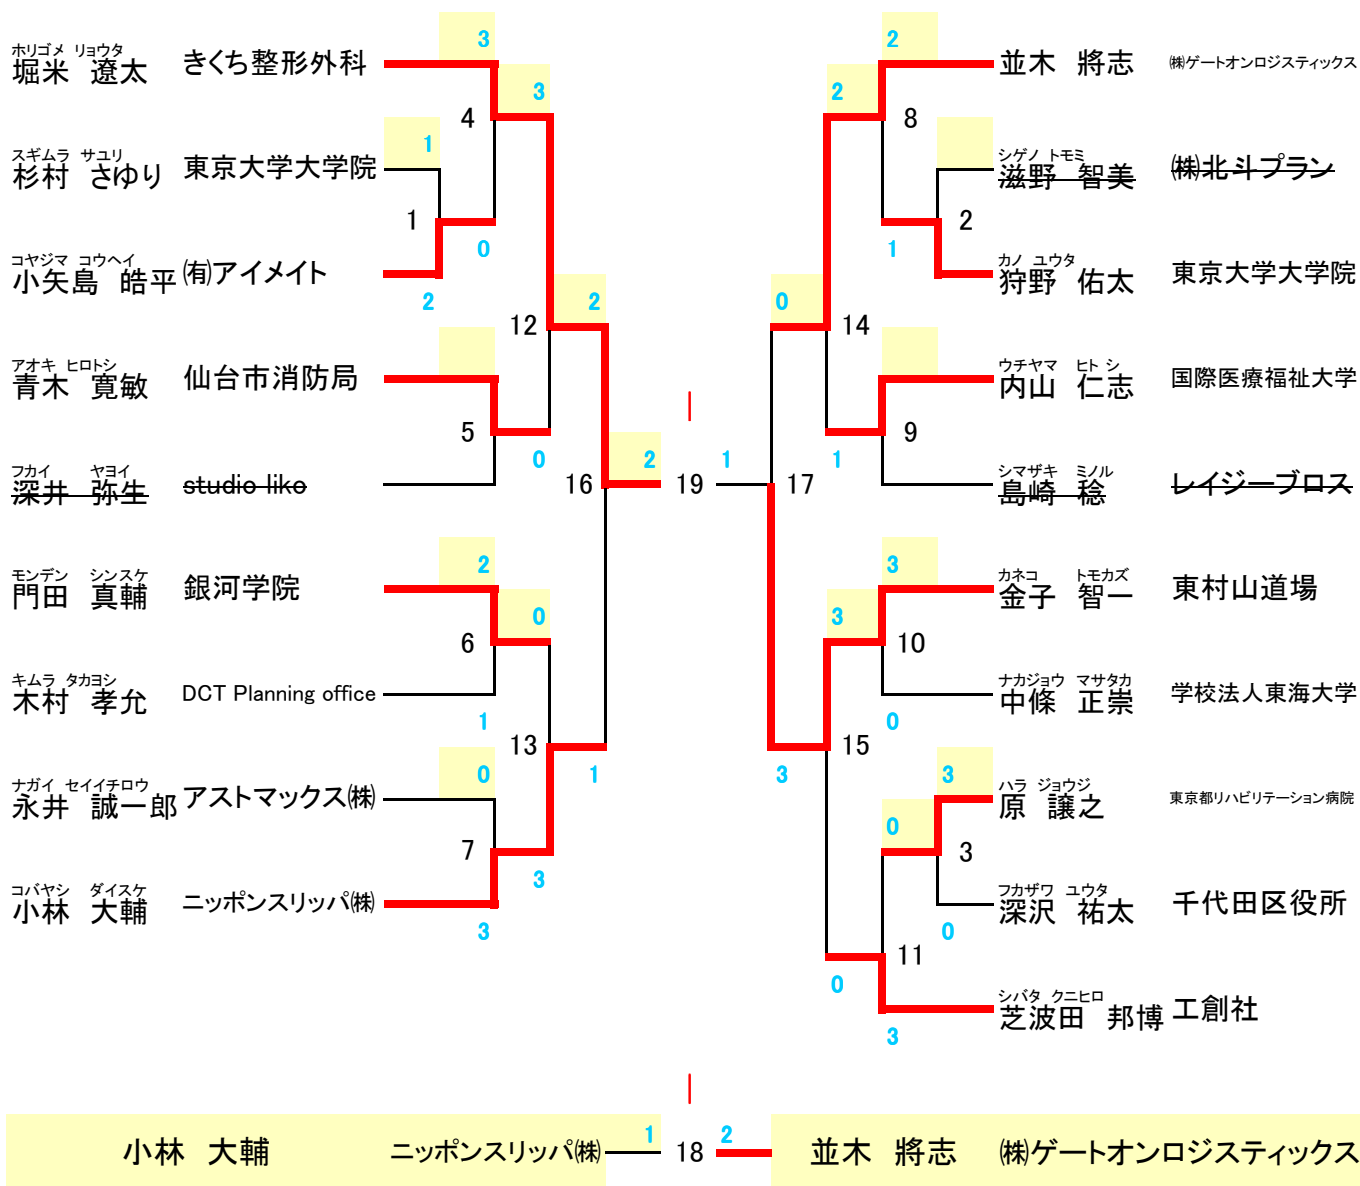 ホリゴメ リョウタ
堀米 遼太 きくち整形外科
3
3
4
スギムラ サユリ
杉村 さゆり 東京大学大学院
1
1
0
コヤジマ コウヘイ
小矢島 皓平 ㈲アイメイト
2
12
2
アオキ ヒロトシ
青木 寛敏 仙台市消防局
5
0
フカイ ヤヨイ
深井 弥生 studio liko
16
2
19
モンデン シンスケ
門田 真輔 銀河学院
2
0
6
キムラ タカヨシ
木村 孝允 DCT Planning office
1
13
1
ナガイ セイイチロウ
永井 誠一郎 アストマックス㈱
0
7
3
コバヤシ ダイスケ
小林 大輔 ニッポンスリッパ㈱
3
2
並木 將志 ㈱ゲートオンロジスティックス
2
8
シゲノ トモミ
滋野 智美 ㈱北斗プラン
2
1
カノ ユウタ
狩野 佑太 東京大学大学院
0
14
ウチヤマ ヒト シ
内山 仁志 国際医療福祉大学
9
1
1
17
シマザキ ミノル
島崎 稔 レイジーブロス
3
カネコ トモカズ
金子 智一 東村山道場
3
10
ナカジョウ マサタカ
中條 正崇 学校法人東海大学
0
15
3
3
ハラ ジョウジ
原 譲之 東京都リハビリテーション病院
0
3
フカザワ ユウタ
深沢 祐太 千代田区役所
0
11
0
シバタ クニヒロ
芝波田 邦博 工創社
3
小林 大輔 ニッポンスリッパ㈱ 1 18 2 並木 將志 ㈱ゲートオンロジスティックス